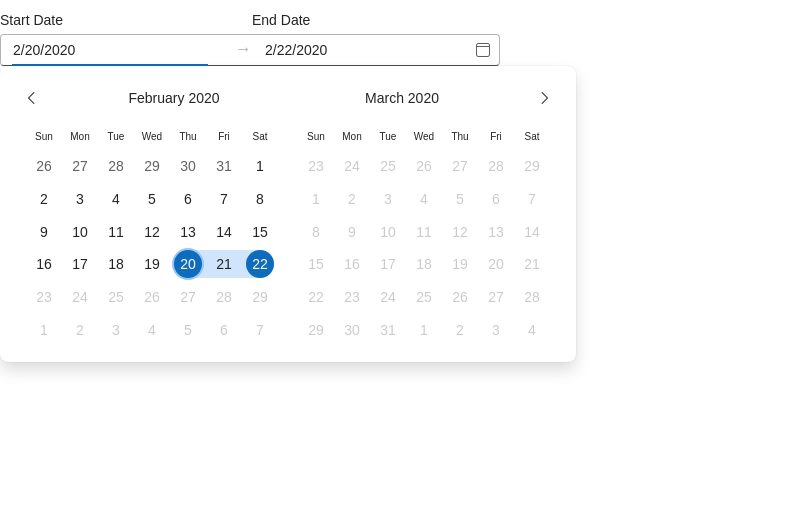 Start Date End Date
2/20/2020 → 2/22/2020
February 2020 March 2020
Sun Mon Tue Wed Thu Fri Sat Sun Mon Tue Wed Thu Fri Sat
26 27 28 29 30 31 1 23 24 25 26 27 28 29
2 3 4 5 6 7 8 1 2 3 4 5 6 7
9 10 11 12 13 14 15 8 9 10 11 12 13 14
16 17 18 19 20 21 22 15 16 17 18 19 20 21
23 24 25 26 27 28 29 22 23 24 25 26 27 28
1 2 3 4 5 6 7 29 30 31 1 2 3 4